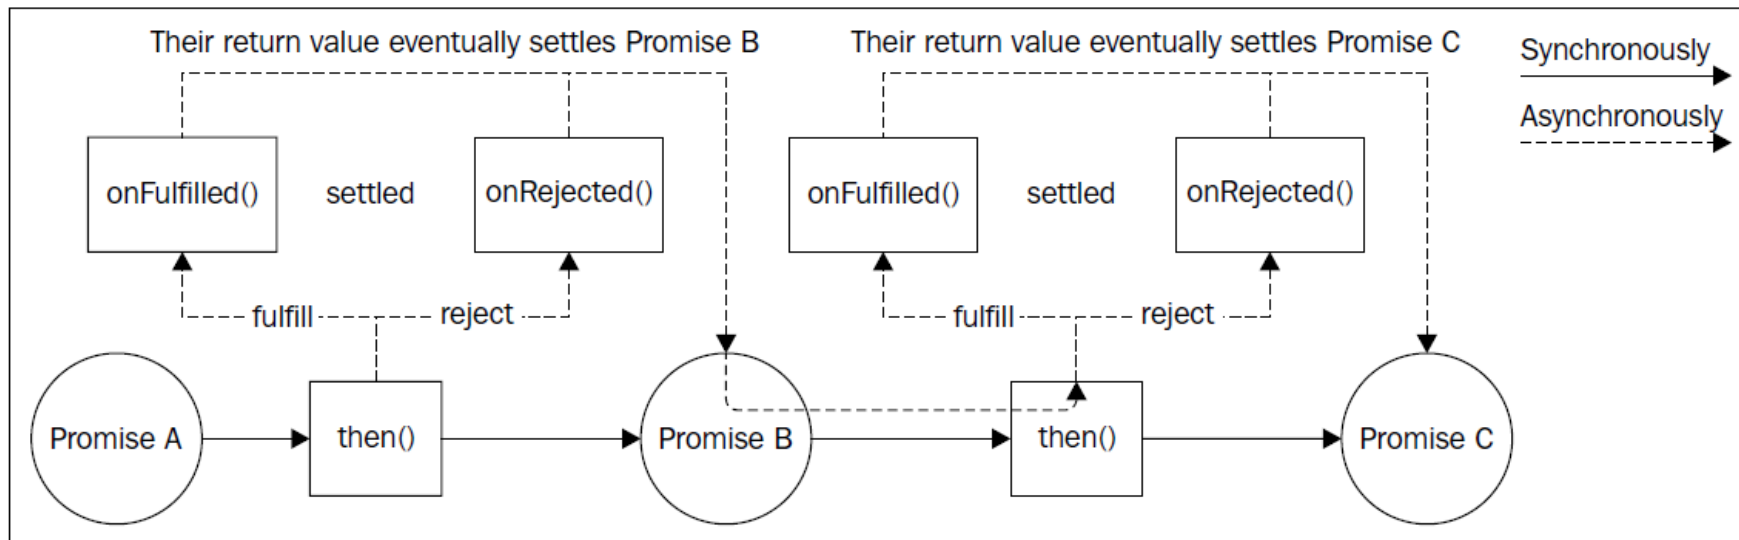 Their return value eventually settles Promise B
Their return value eventually settles Promise C
Synchronously
Asynchronously
onFulfilled()
settled
onRejected()
onFulfilled()
settled
onRejected()
fulfill
reject
fulfill
reject
Promise A
then()
Promise B
then()
Promise C